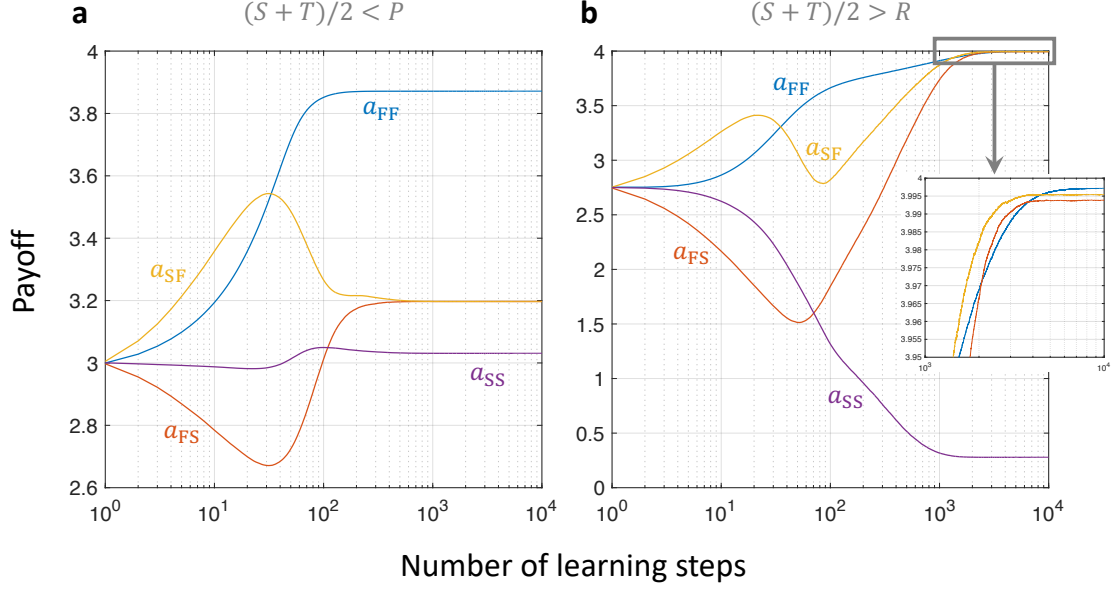 a (S + T)/2 < P
b (S + T)/2 > R
Payoff
4
3.8
3.6
3.4
3.2
3
2.8
2.6
10^0 10^1 10^2 10^3 10^4
a_FF
a_SF
a_SS
a_FS
4
3.5
3
2.5
2
1.5
1
0.5
0
10^0 10^1 10^2 10^3 10^4
a_FF
a_SF
a_FS
a_SS
4
3.995
3.99
3.985
3.98
3.975
3.97
3.965
3.96
3.955
3.95
10^3 10^4
Number of learning steps